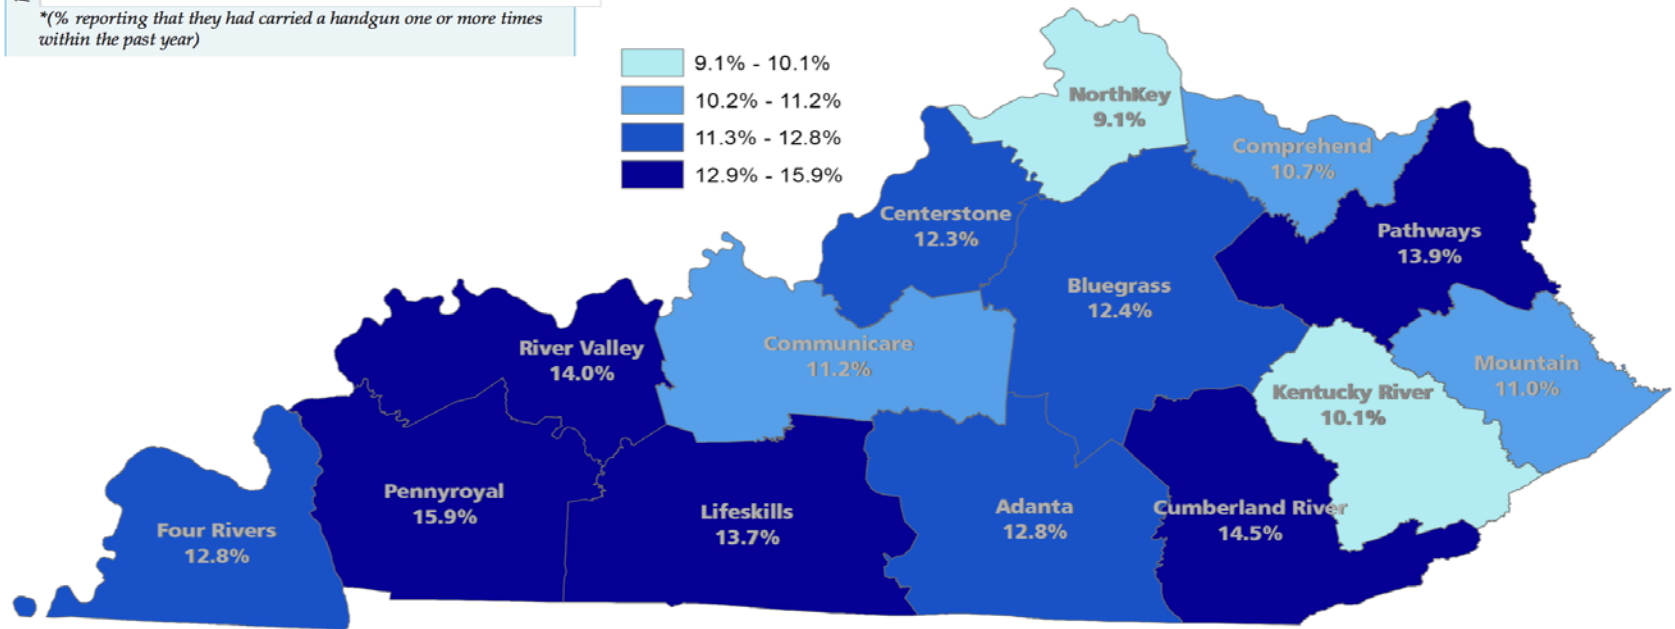 *(% reporting that they had carried a handgun one or more times
within the past year)
9.1% - 10.1%
10.2% - 11.2%
11.3% - 12.8%
12.9% - 15.9%
NorthKey
9.1%
Comprehend
10.7%
Centerstone
12.3%
Pathways
13.9%
Bluegrass
12.4%
River Valley
14.0%
Communicare
11.2%
Mountain
11.0%
Kentucky River
10.1%
Pennyroyal
15.9%
Lifeskills
13.7%
Adanta
12.8%
Cumberland River
14.5%
Four Rivers
12.8%